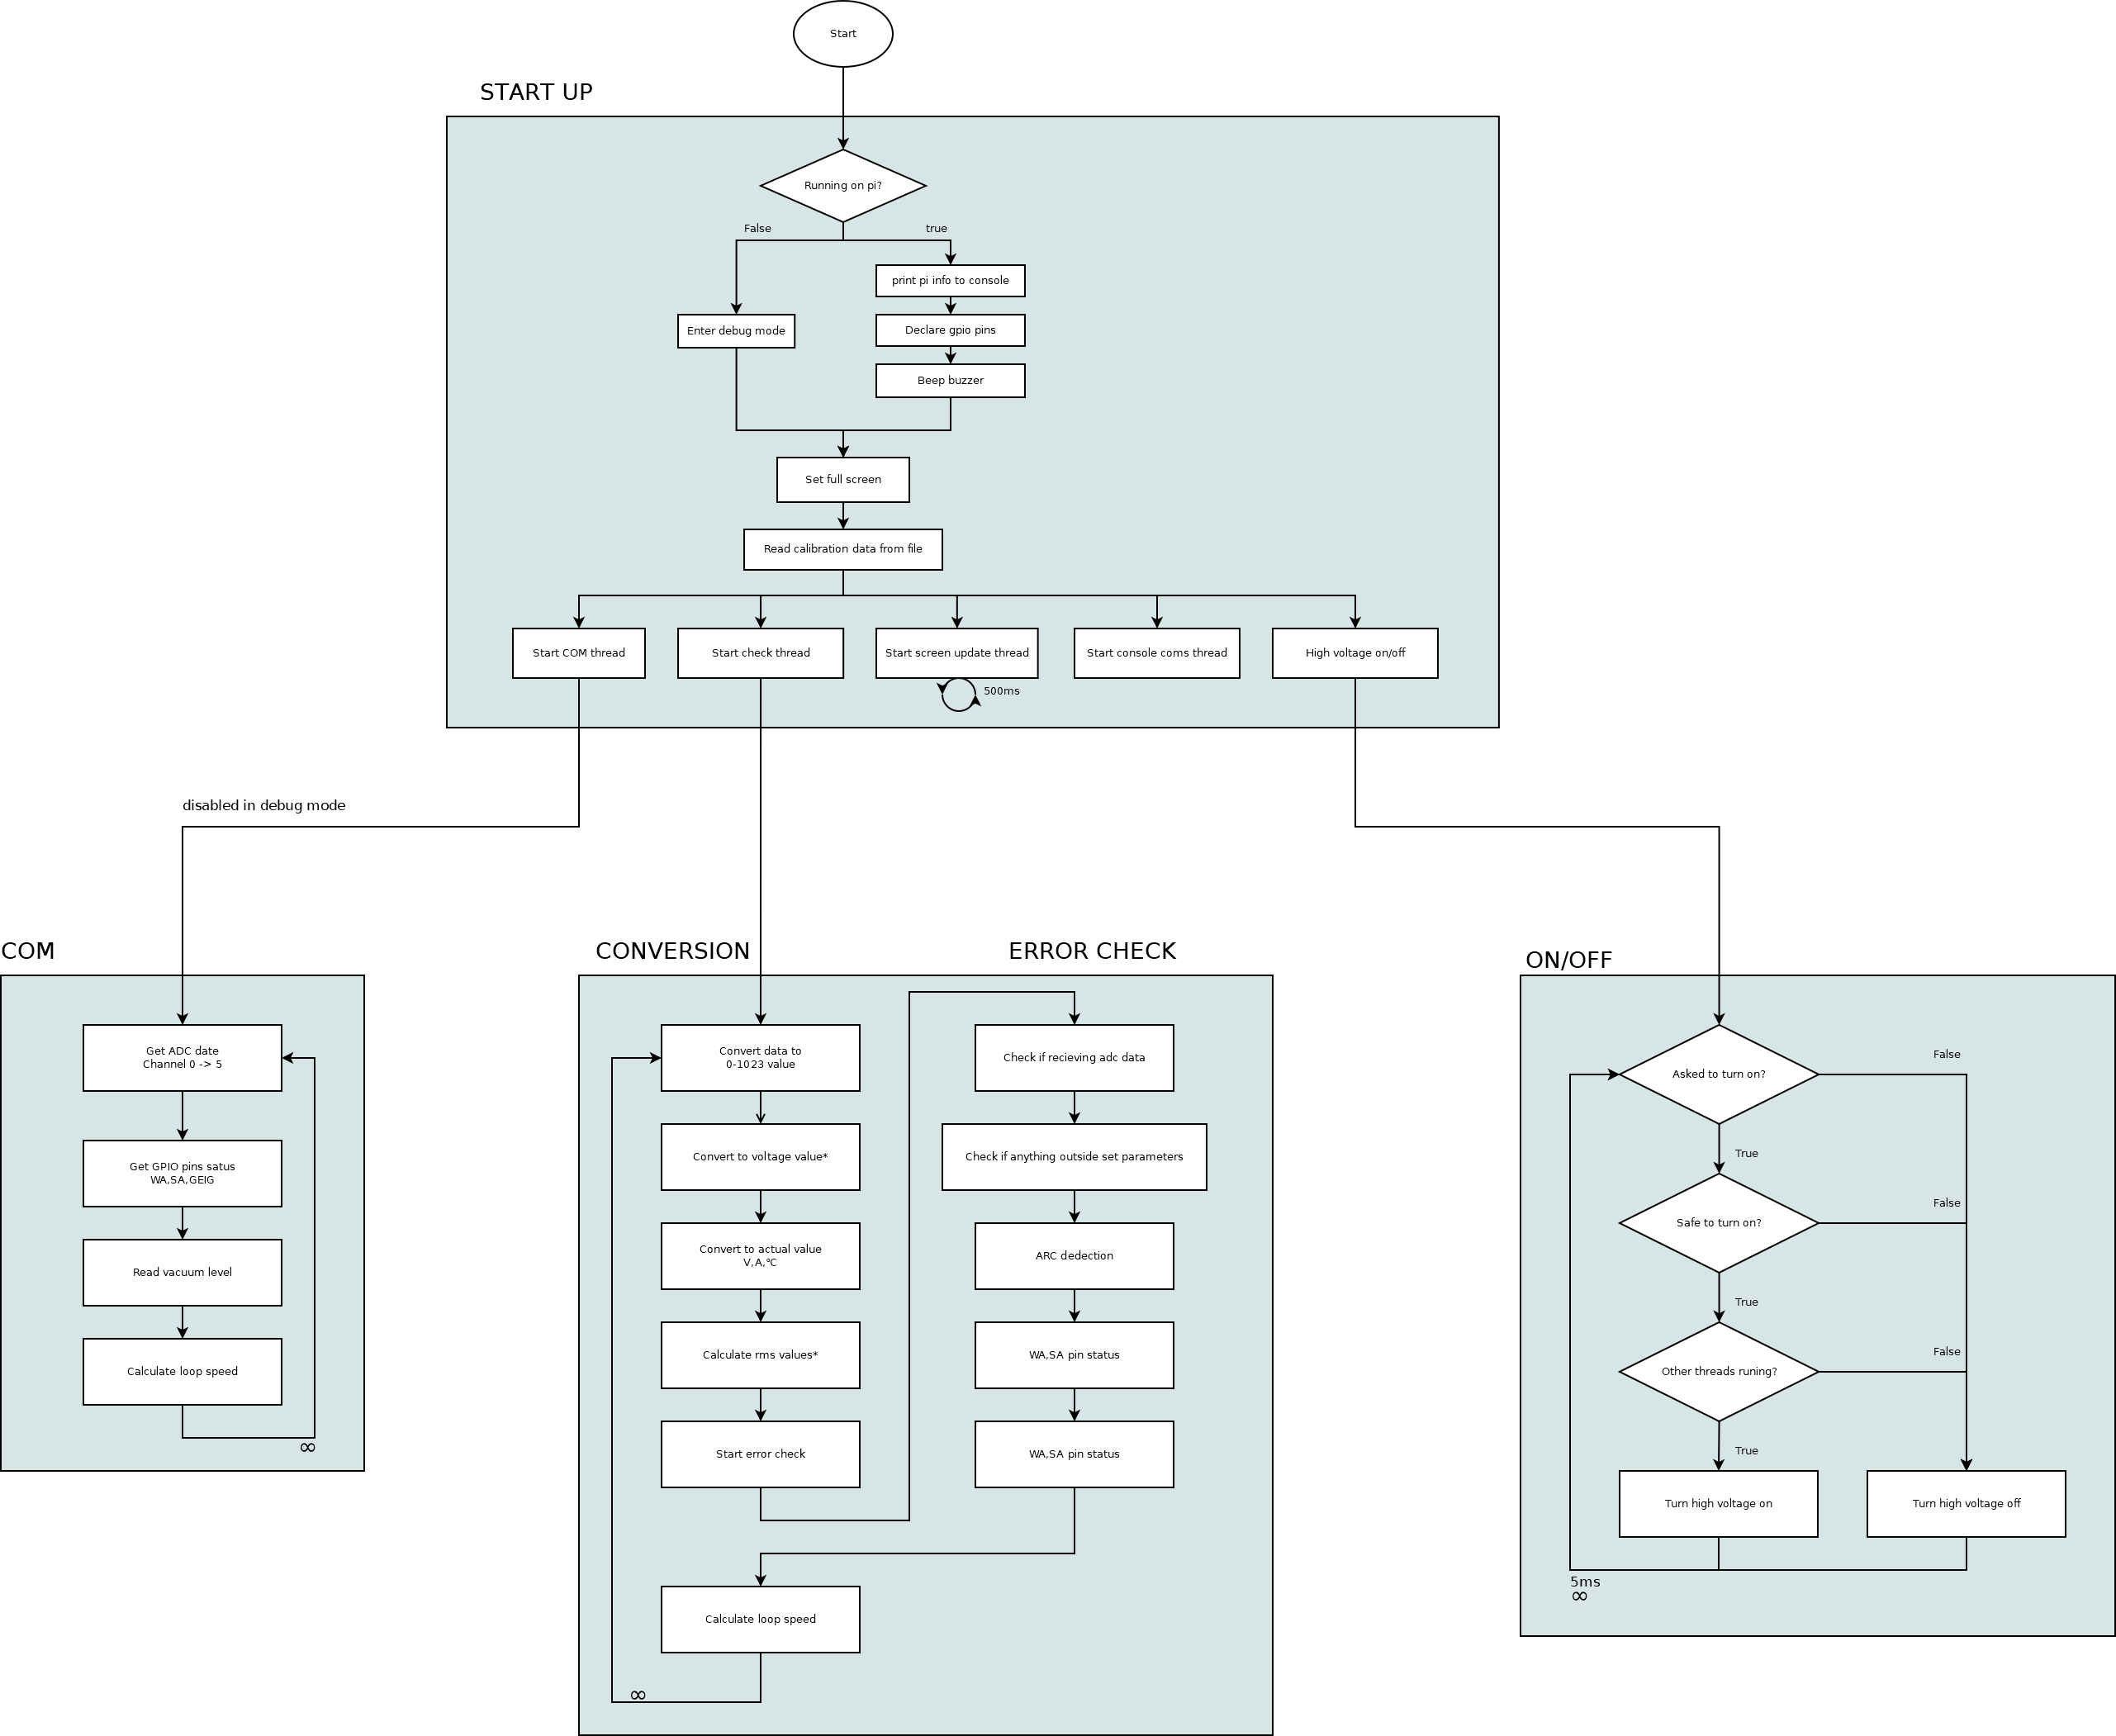 Start
START UP
Running on pi?
False
true
print pi info to console
Enter debug mode
Declare gpio pins
Beep buzzer
Set full screen
Read calibration data from file
Start COM thread
Start check thread
Start screen update thread
Start console coms thread
High voltage on/off
500ms
disabled in debug mode
COM
Get ADC date
Channel 0 -> 5
Get GPIO pins satus
WA,SA,GEIG
Read vacuum level
Calculate loop speed
∞
CONVERSION
Convert data to
0-1023 value
Convert to voltage value*
Convert to actual value
V,A,℃
Calculate rms values*
Start error check
Calculate loop speed
∞
ERROR CHECK
Check if recieving adc data
Check if anything outside set parameters
ARC dedection
WA,SA pin status
WA,SA pin status
ON/OFF
Asked to turn on?
False
True
Safe to turn on?
False
True
Other threads runing?
False
True
Turn high voltage on
Turn high voltage off
5ms
∞